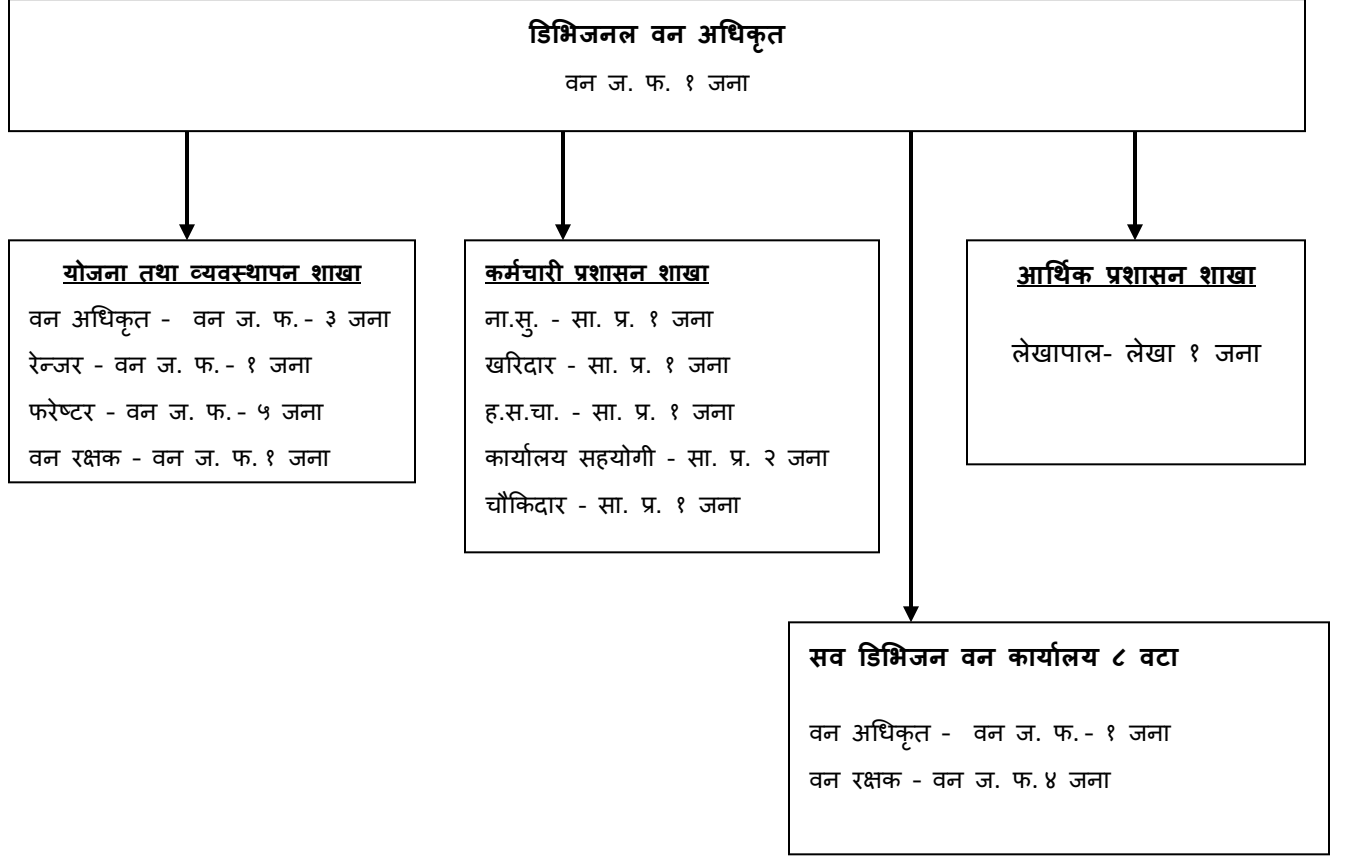 डिभिजनल वन अधिकृत
वन ज. फ. १ जना
योजना तथा व्यवस्थापन शाखा
वन अधिकृत - वन ज. फ.- ३ जना
रेन्जर - वन ज. फ.- १ जना
फरेष्टर - वन ज. फ.- ५ जना
वन रक्षक - वन ज. फ.१ जना
कर्मचारी प्रशासन शाखा
ना.सु. - सा. प्र. १ जना
खरिदार - सा. प्र. १ जना
ह.स.चा. - सा. प्र. १ जना
कार्यालय सहयोगी - सा. प्र. २ जना
चौकिदार - सा. प्र. १ जना
आर्थिक प्रशासन शाखा
लेखापाल- लेखा १ जना
सव डिभिजन वन कार्यालय ८ वटा
वन अधिकृत - वन ज. फ.- १ जना
वन रक्षक - वन ज. फ.४ जना